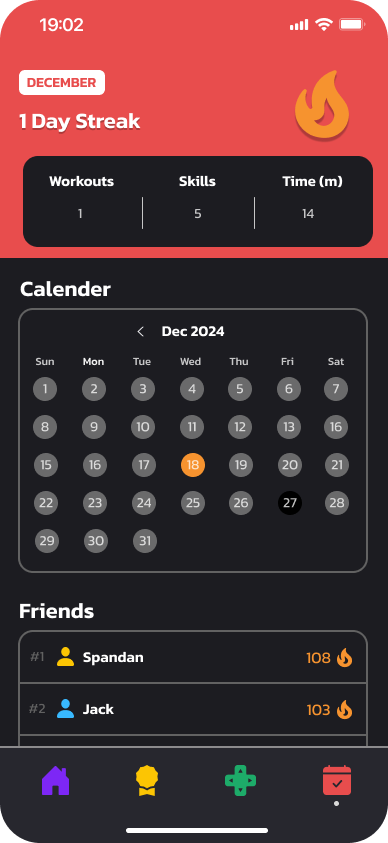 19:02
DECEMBER
1 Day Streak
Workouts Skills Time (m)
1 5 14
Calender
Dec 2024
Sun Mon Tue Wed Thu Fri Sat
1 2 3 4 5 6 7
8 9 10 11 12 13 16
15 16 17 18 19 20 21
22 23 24 25 26 27 28
29 30 31
Friends
#1 Spandan 108
#2 Jack 103